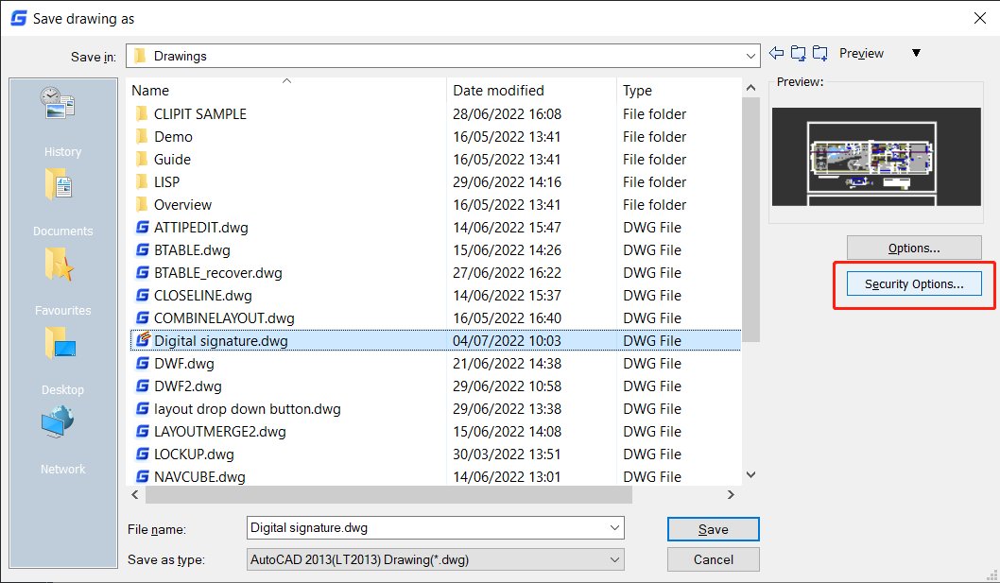 Save drawing as
Save in: Drawings Preview
Name Date modified Type
CLIPIT SAMPLE 28/06/2022 16:08 File folder
Demo 16/05/2022 13:41 File folder
Guide 16/05/2022 13:41 File folder
LISP 29/06/2022 14:16 File folder
Overview 16/05/2022 13:41 File folder
ATTIPEDIT.dwg 14/06/2022 15:47 DWG File
BTABLE.dwg 15/06/2022 14:26 DWG File
BTABLE_recover.dwg 27/06/2022 16:22 DWG File
CLOSELINE.dwg 14/06/2022 15:37 DWG File
COMBINELAYOUT.dwg 16/05/2022 16:40 DWG File
Digital signature.dwg 04/07/2022 10:03 DWG File
DWF.dwg 21/06/2022 14:38 DWG File
DWF2.dwg 29/06/2022 10:58 DWG File
layout drop down button.dwg 29/06/2022 13:38 DWG File
LAYOUTMERGE2.dwg 15/06/2022 14:08 DWG File
LOCKUP.dwg 30/03/2022 13:51 DWG File
NAVCUBE.dwg 14/06/2022 13:01 DWG File
History
Documents
Favourites
Desktop
Network
Preview:
Options...
Security Options...
File name: Digital signature.dwg Save
Save as type: AutoCAD 2013(LT2013) Drawing(*.dwg) Cancel